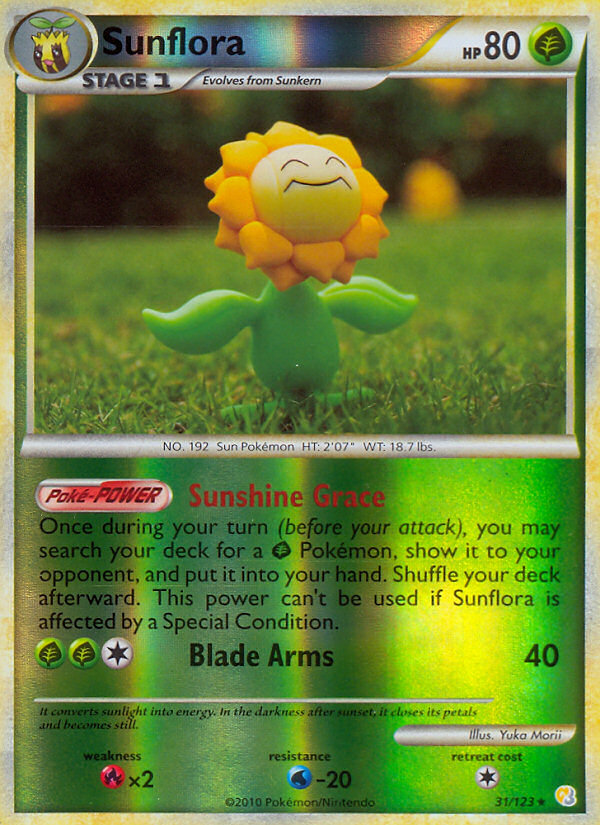 Sunflora
HP 80
STAGE 1
Evolves from Sunkern
NO. 192 Sun Pokémon HT: 2'07" WT: 18.7 lbs.
Poké-POWER Sunshine Grace
Once during your turn (before your attack), you may
search your deck for a Pokémon, show it to your
opponent, and put it into your hand. Shuffle your deck
afterward. This power can't be used if Sunflora is
affected by a Special Condition.
Blade Arms 40
It converts sunlight into energy. In the darkness after sunset, it closes its petals
and becomes still.
Illus. Yuka Morii
weakness resistance retreat cost
×2 -20
©2010 Pokémon/Nintendo 31/123 ★